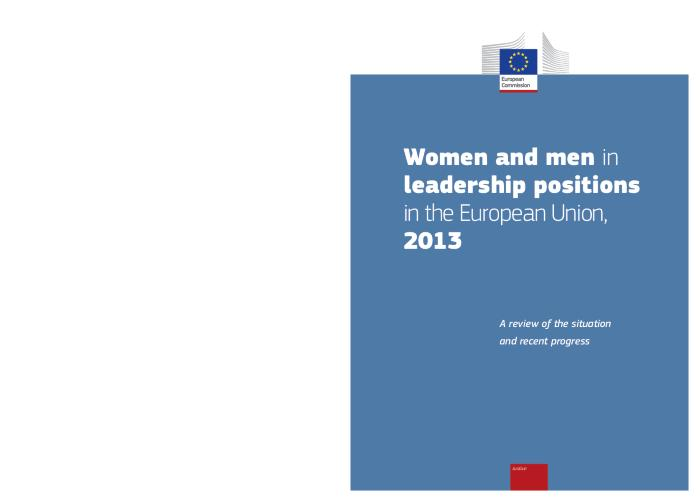 European
Commission
Women and men in
leadership positions
in the European Union,
2013
A review of the situation
and recent progress
Justice